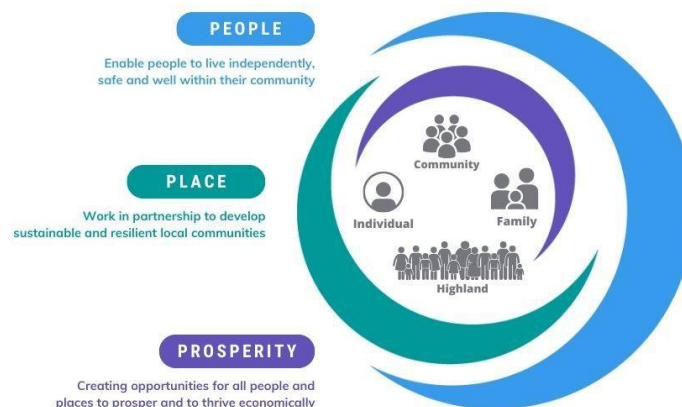 PEOPLE
Enable people to live independently,
safe and well within their community
PLACE
Work in partnership to develop
sustainable and resilient local communities
PROSPERITY
Creating opportunities for all people and
places to prosper and to thrive economically
Community
Individual
Family
Highland